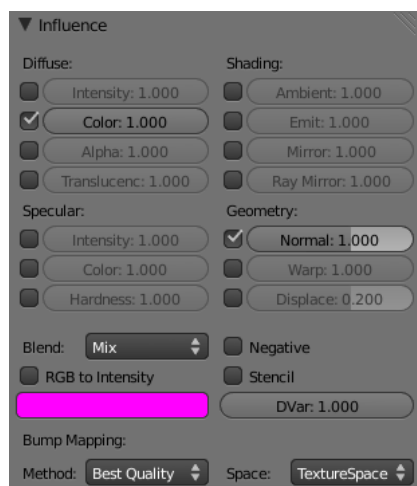 Influence
Diffuse: Shading:
Intensity: 1.000 Ambient: 1.000
Color: 1.000 Emit: 1.000
Alpha: 1.000 Mirror: 1.000
Translucenc: 1.000 Ray Mirror: 1.000
Specular: Geometry:
Intensity: 1.000 Normal: 1.000
Color: 1.000 Warp: 1.000
Hardness: 1.000 Displace: 0.200
Blend: Mix Negative
RGB to Intensity Stencil
DVar: 1.000
Bump Mapping:
Method: Best Quality Space: TextureSpace